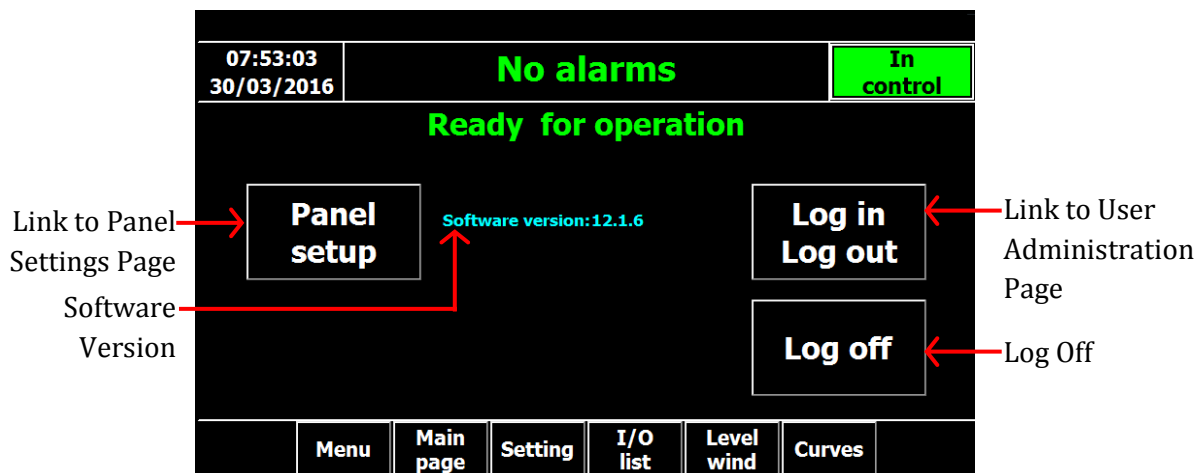 07:53:03
30/03/2016
No alarms
In
control
Ready for operation
Link to Panel
Settings Page
Software
Version
Panel
setup
Software version:12.1.6
Log in
Log out
Link to User
Administration
Page
Log off
Log Off
Menu
Main
page
Setting
I/O
list
Level
wind
Curves